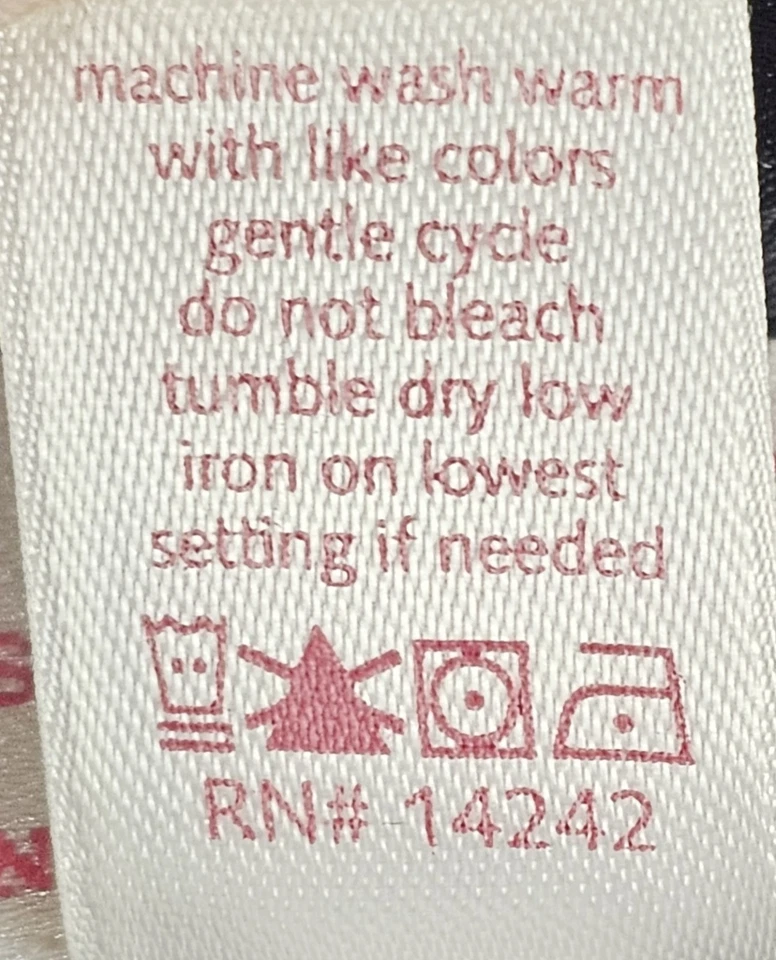 machine wash warm
with like colors
gentle cycle
do not bleach
tumble dry low
iron on lowest
setting if needed
RN# 14242